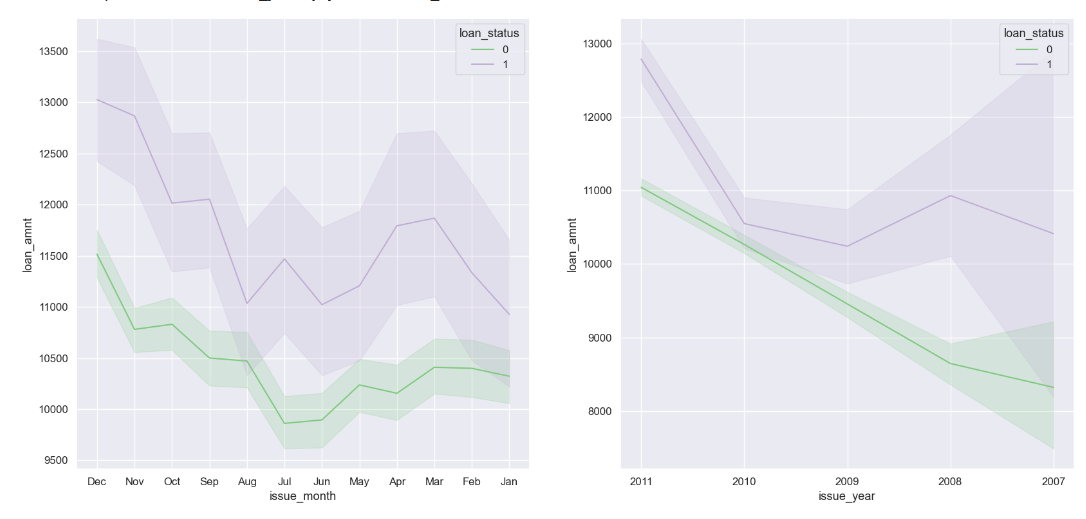 loan_status
0
1
13500
13000
12500
12000
11500
11000
10500
10000
9500
loan_amnt
Dec Nov Oct Sep Aug Jul Jun May Apr Mar Feb Jan
issue_month
loan_status
0
1
13000
12000
11000
10000
9000
8000
loan_amnt
2011 2010 2009 2008 2007
issue_year